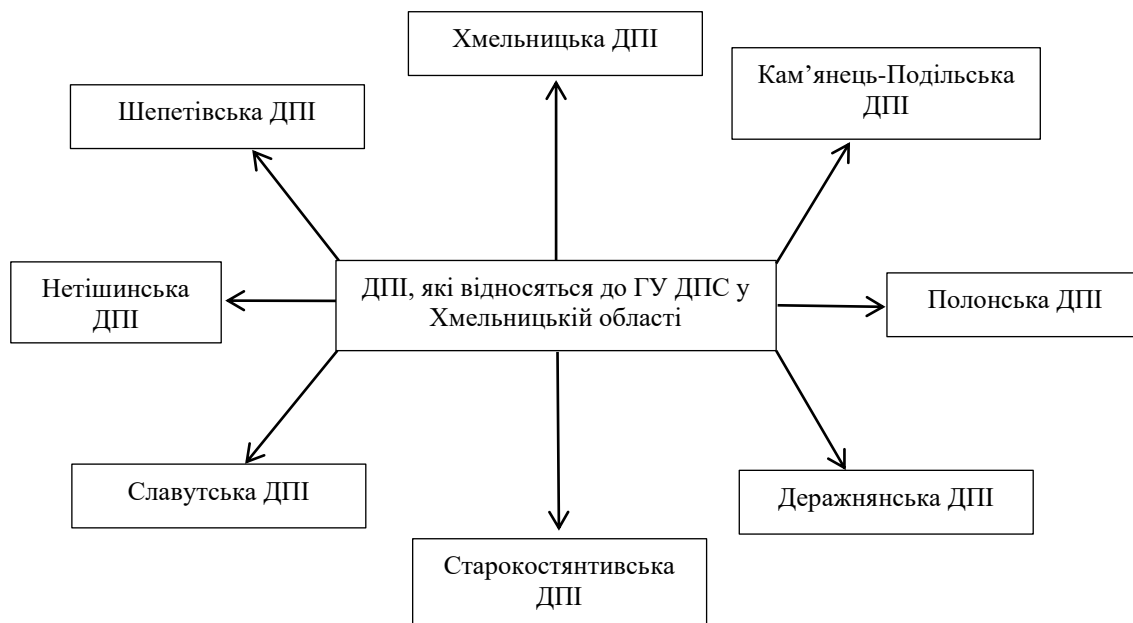 Хмельницька ДПІ
Кам’янець-Подільська
ДПІ
Шепетівська ДПІ
Нетішинська
ДПІ
ДПІ, які відносяться до ГУ ДПС у
Хмельницькій області
Полонська ДПІ
Славутська ДПІ
Деражнянська ДПІ
Старокостянтивська
ДПІ